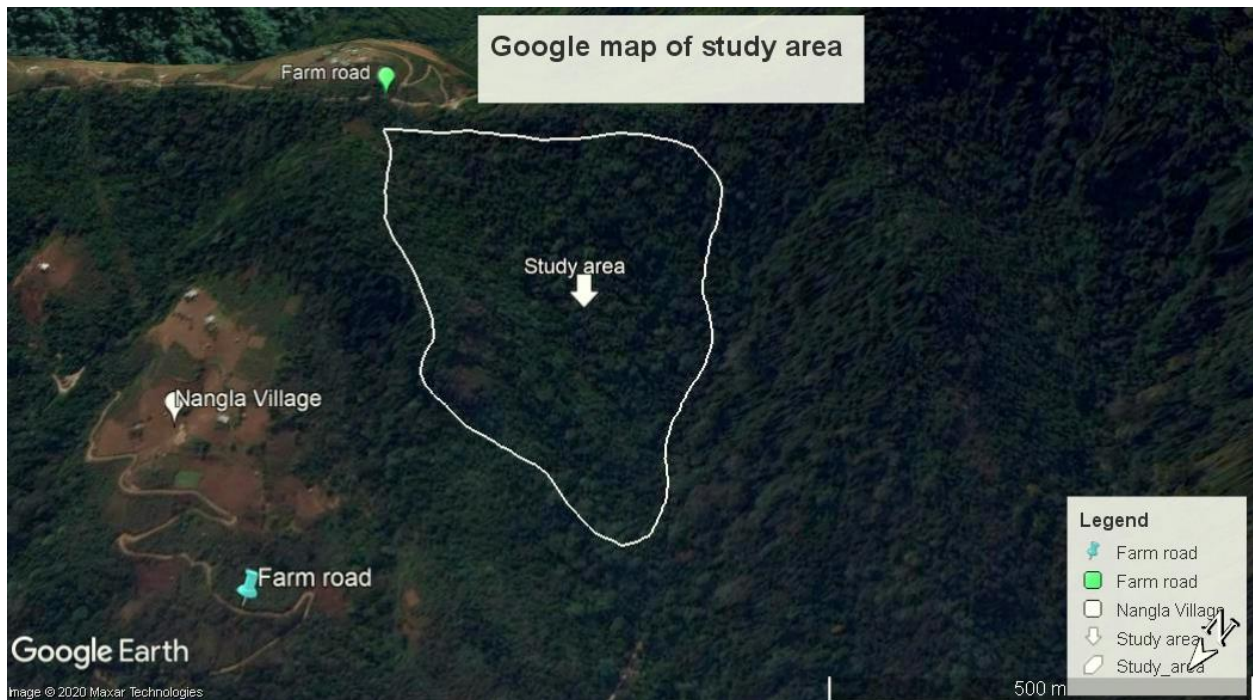 Google map of study area
Farm road
Study area
Nangla Village
Farm road
Legend
Farm road
Farm road
Nangla Village
Study area
Study_area
N
Google Earth
Image © 2020 Maxar Technologies
500 m